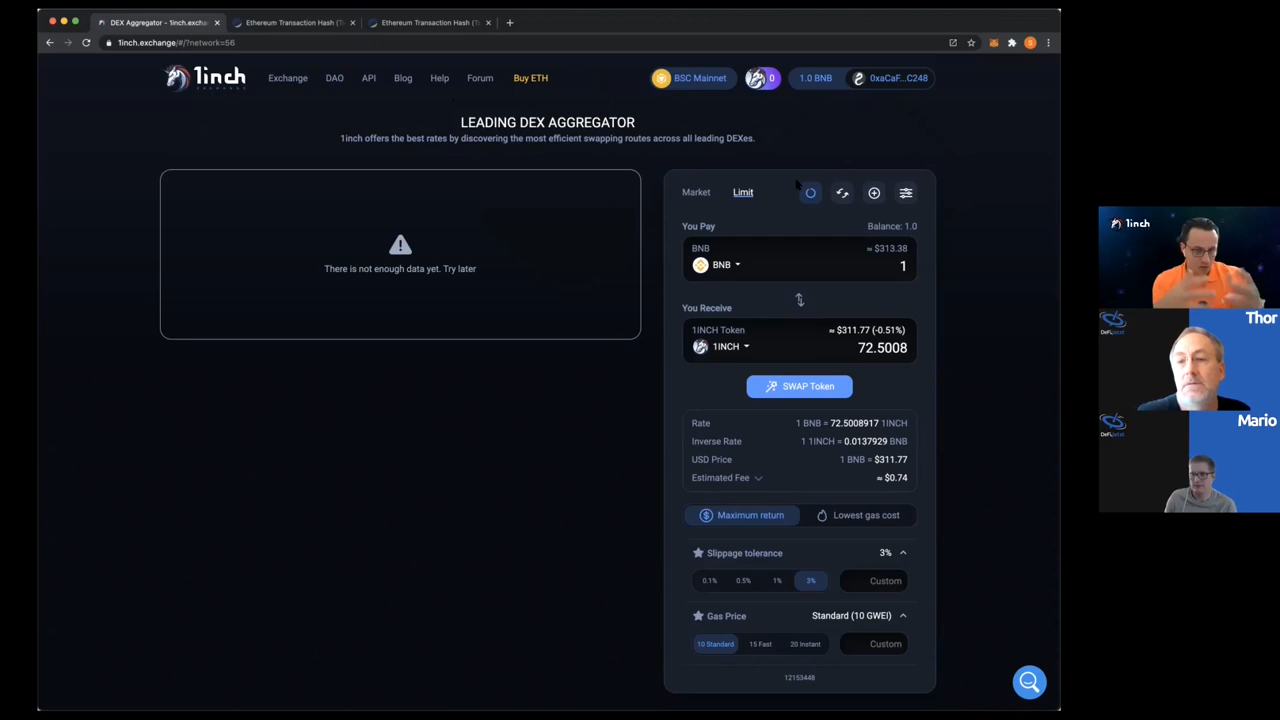 DEX Aggregator - 1inch.exchan
Ethereum Transaction Hash (T
Ethereum Transaction Hash (T
1inch.exchange/#/?network=56
1inch
EXCHANGE
Exchange
DAO
API
Blog
Help
Forum
Buy ETH
BSC Mainnet
0
1.0 BNB
0xaCaF...C248
LEADING DEX AGGREGATOR
1inch offers the best rates by discovering the most efficient swapping routes across all leading DEXes.
There is not enough data yet. Try later
Market
Limit
You Pay
Balance: 1.0
BNB
≈ $313.38
BNB
1
You Receive
1INCH Token
≈ $311.77 (-0.51%)
1INCH
72.5008
SWAP Token
Rate
1 BNB = 72.5008917 1INCH
Inverse Rate
1 1INCH = 0.0137929 BNB
USD Price
1 BNB = $311.77
Estimated Fee
≈ $0.74
Maximum return
Lowest gas cost
Slippage tolerance
3%
0.1%
0.5%
1%
3%
Custom
Gas Price
Standard (10 GWEI)
10 Standard
15 Fast
20 Instant
Custom
12153448
1inch
Thor
Mario